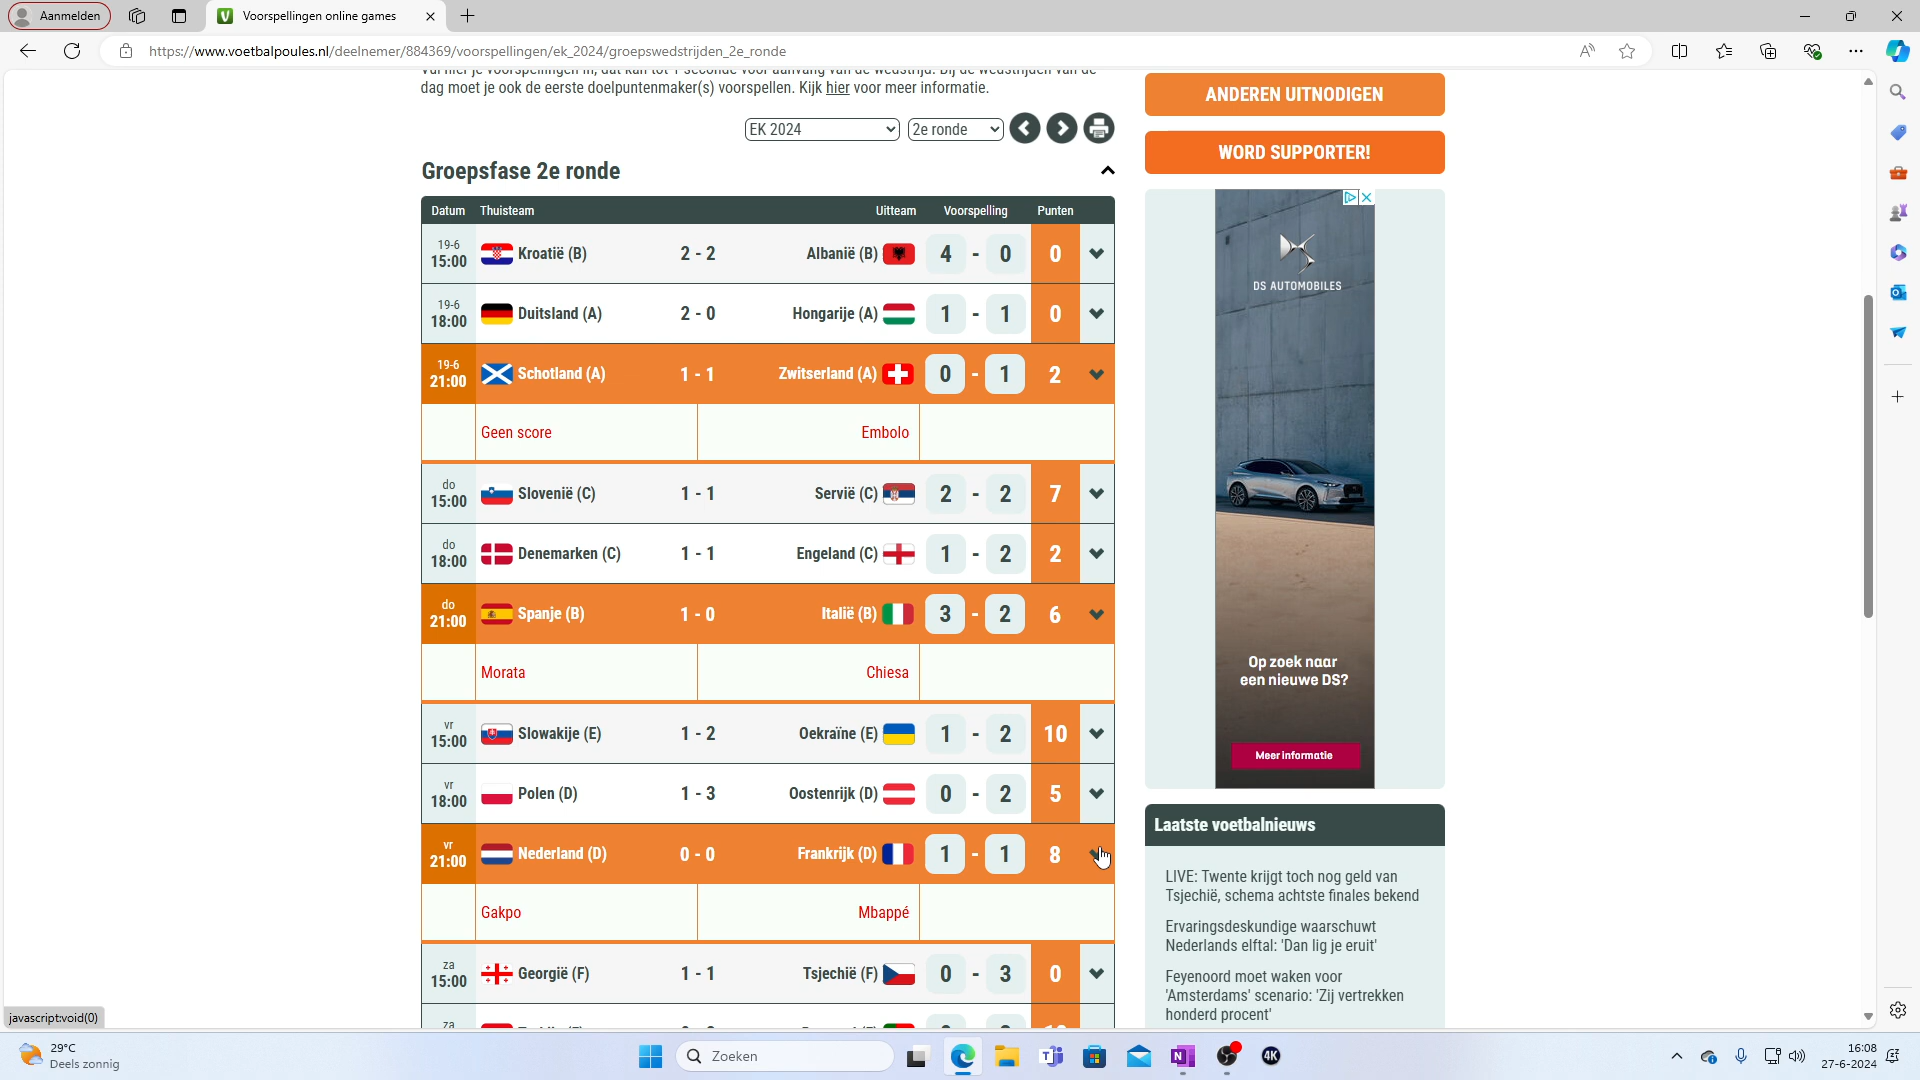 Aanmelden
Voorspellingen online games
https://www.voetbalpoules.nl/deelnemer/884369/voorspellingen/ek_2024/groepswedstrijden_2e_ronde
dag moet je ook de eerste doelpuntenmaker(s) voorspellen. Kijk hier voor meer informatie.
EK 2024 2e ronde
Groepsfase 2e ronde
Datum Thuisteam Uitteam Voorspelling Punten
19-6 15:00 Kroatië (B) 2 - 2 Albanië (B) 4 - 0 0
19-6 18:00 Duitsland (A) 2 - 0 Hongarije (A) 1 - 1 0
19-6 21:00 Schotland (A) 1 - 1 Zwitserland (A) 0 - 1 2
Geen score Embolo
do 15:00 Slovenië (C) 1 - 1 Servië (C) 2 - 2 7
do 18:00 Denemarken (C) 1 - 1 Engeland (C) 1 - 2 2
do 21:00 Spanje (B) 1 - 0 Italië (B) 3 - 2 6
Morata Chiesa
vr 15:00 Slowakije (E) 1 - 2 Oekraïne (E) 1 - 2 10
vr 18:00 Polen (D) 1 - 3 Oostenrijk (D) 0 - 2 5
vr 21:00 Nederland (D) 0 - 0 Frankrijk (D) 1 - 1 8
Gakpo Mbappé
za 15:00 Georgië (F) 1 - 1 Tsjechië (F) 0 - 3 0
za
ANDEREN UITNODIGEN
WORD SUPPORTER!
DS AUTOMOBILES
Op zoek naar
een nieuwe DS?
Meer informatie
Laatste voetbalnieuws
LIVE: Twente krijgt toch nog geld van
Tsjechië, schema achtste finales bekend
Ervaringsdeskundige waarschuwt
Nederlands elftal: 'Dan lig je eruit'
Feyenoord moet waken voor
'Amsterdams' scenario: 'Zij vertrekken
honderd procent'
javascript:void(0)
29°C
Deels zonnig
Zoeken
4K
16:08
27-6-2024